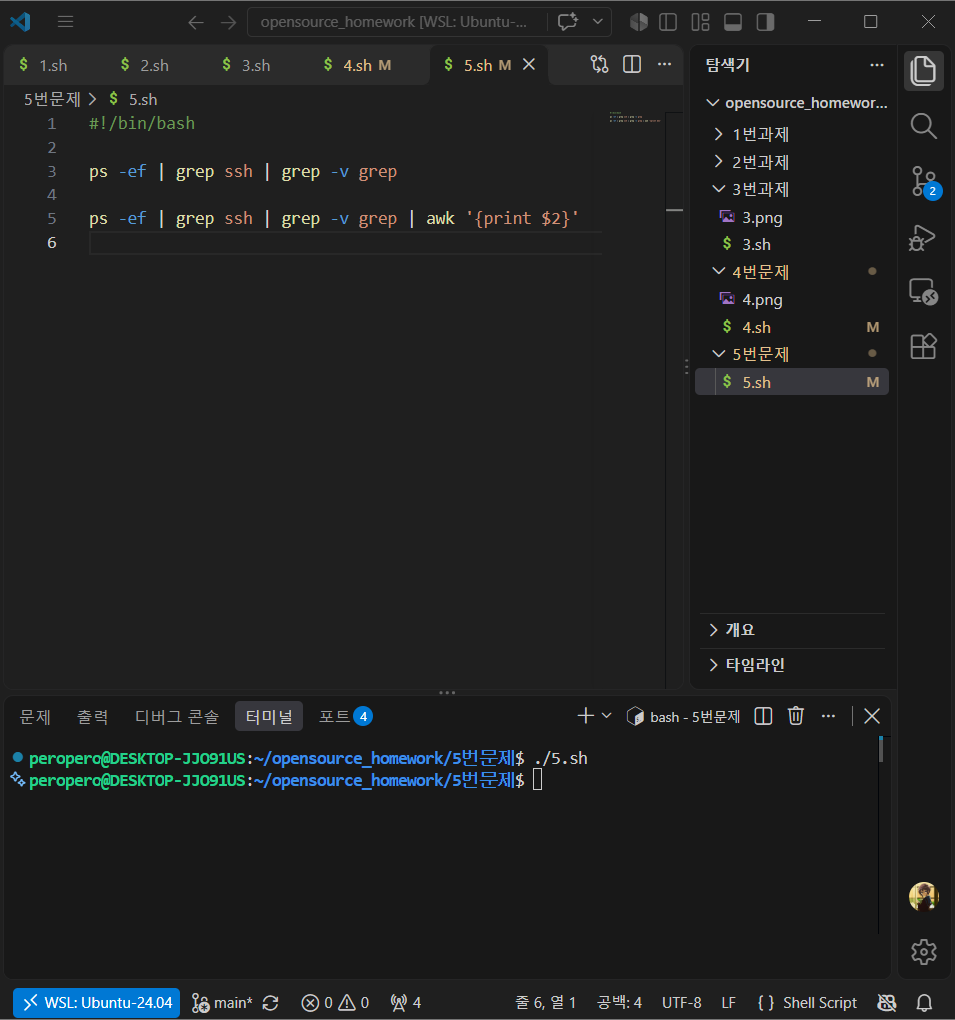 opensource_homework [WSL: Ubuntu-...
$ 1.sh $ 2.sh $ 3.sh $ 4.sh M $ 5.sh M
5번문제 > $ 5.sh
1 #!/bin/bash
2
3 ps -ef | grep ssh | grep -v grep
4
5 ps -ef | grep ssh | grep -v grep | awk '{print $2}'
6
탐색기 ...
opensource_homewor...
1번과제
2번과제
3번과제
3.png
$ 3.sh
4번문제
4.png
$ 4.sh M
5번문제
$ 5.sh M
개요
타임라인
2
문제 출력 디버그 콘솔 터미널 포트 4 bash - 5번문제 ...
peropero@DESKTOP-JJO91US:~/opensource_homework/5번문제$ ./5.sh
peropero@DESKTOP-JJO91US:~/opensource_homework/5번문제$
WSL: Ubuntu-24.04 main* 0 0 4 줄 6, 열 1 공백: 4 UTF-8 LF { } Shell Script